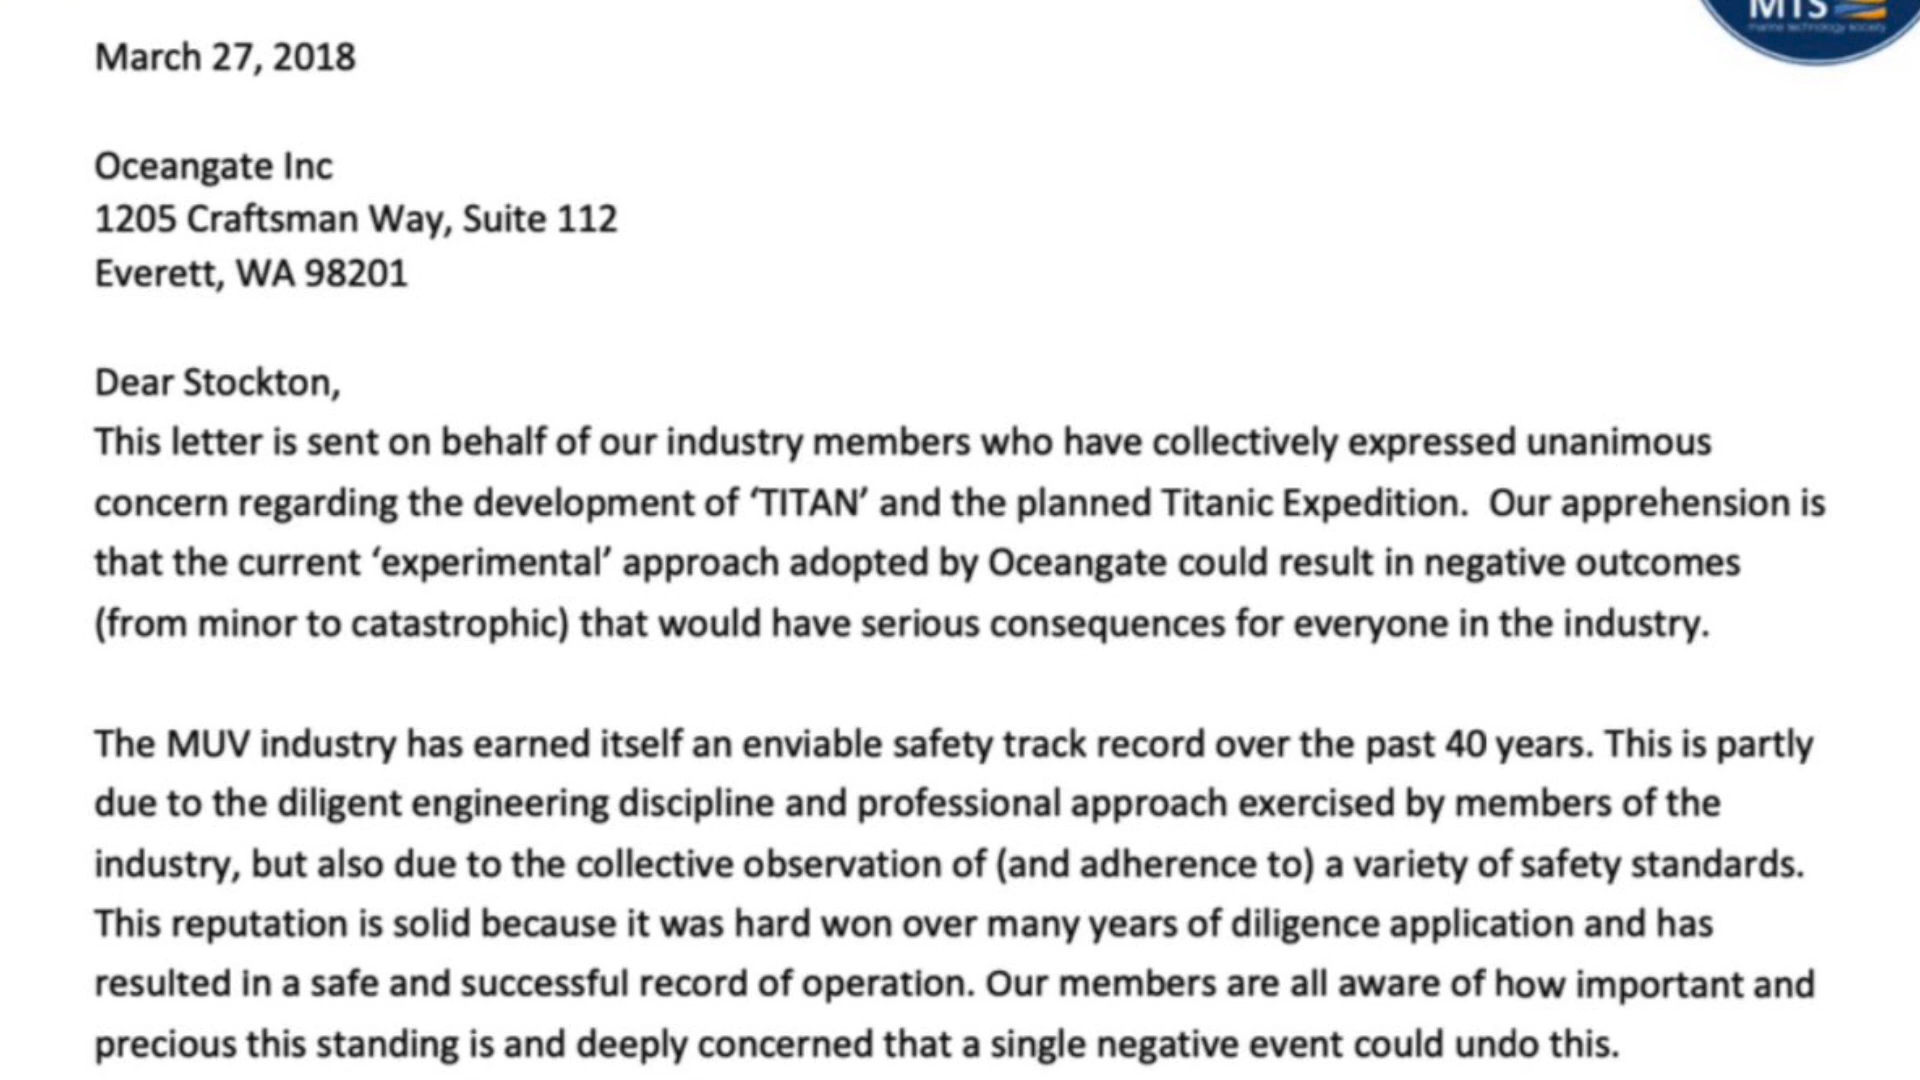 MTS
marine technology society
March 27, 2018
Oceangate Inc
1205 Craftsman Way, Suite 112
Everett, WA 98201
Dear Stockton,
This letter is sent on behalf of our industry members who have collectively expressed unanimous
concern regarding the development of ‘TITAN’ and the planned Titanic Expedition.  Our apprehension is
that the current ‘experimental’ approach adopted by Oceangate could result in negative outcomes
(from minor to catastrophic) that would have serious consequences for everyone in the industry.
The MUV industry has earned itself an enviable safety track record over the past 40 years. This is partly
due to the diligent engineering discipline and professional approach exercised by members of the
industry, but also due to the collective observation of (and adherence to) a variety of safety standards.
This reputation is solid because it was hard won over many years of diligence application and has
resulted in a safe and successful record of operation. Our members are all aware of how important and
precious this standing is and deeply concerned that a single negative event could undo this.